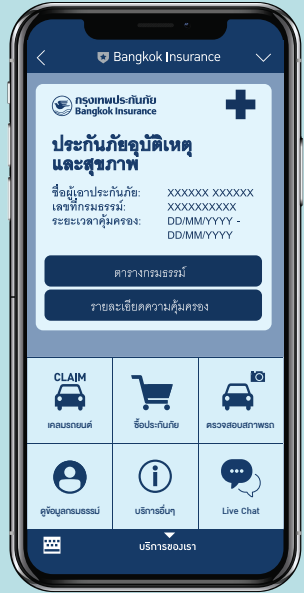 Bangkok Insurance
กรุงเทพประกันภัย
Bangkok Insurance
ประกันภัยอุบัติเหตุ
และสุขภาพ
ชื่อผู้เอาประกันภัย: XXXXXX XXXXXX
เลขที่กรมธรรม์: XXXXXXXXXX
ระยะเวลาคุ้มครอง: DD/MM/YYYY -
DD/MM/YYYY
ตารางกรมธรรม์
รายละเอียดความคุ้มครอง
CLAIM
เคลมรถยนต์
ซื้อประกันภัย
ตรวจสอบสภาพรถ
ดูข้อมูลกรมธรรม์
บริการอื่นๆ
Live Chat
บริการของเรา